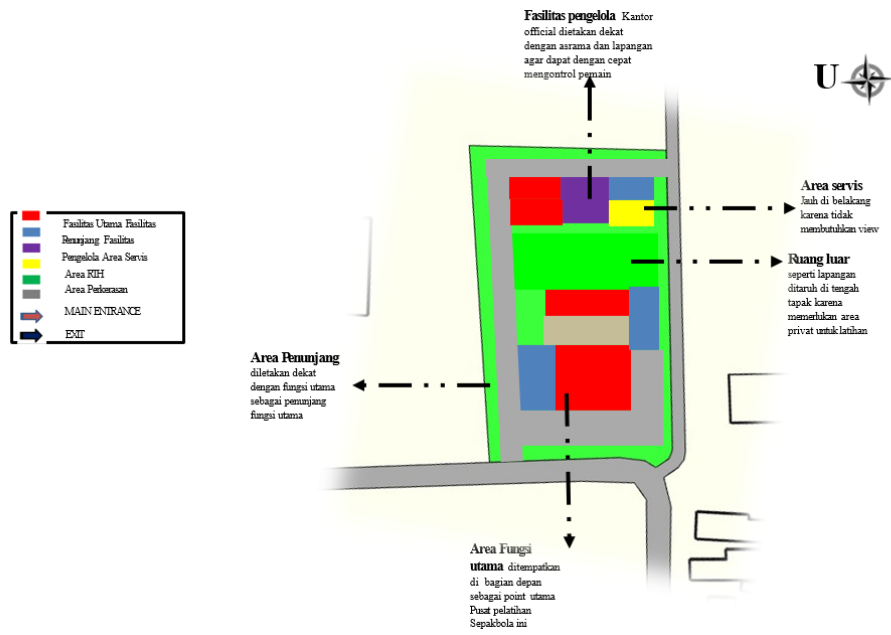 Fasilitas pengelola Kantor
official dietakan dekat
dengan asrama dan lapangan
agar dapat dengan cepat
mengontrol pemain
U
Area servis
Jauh di belakang
karena tidak
membutuhkan view
Ruang luar
seperti lapangan
ditaruh di tengah
tapak karena
memerlukan area
privat untuk latihan
Fasilitas Utama Fasilitas
Penunjang Fasilitas
Pengelola Area Servis
Area RTH
Area Perkerasan
MAIN ENTRANCE
EXIT
Area Penunjang
diletakan dekat
dengan fungsi utama
sebagai penunjang
fungsi utama
Area Fungsi
utama ditempatkan
di bagian depan
sebagai point utama
Pusat pelatihan
Sepakbola ini